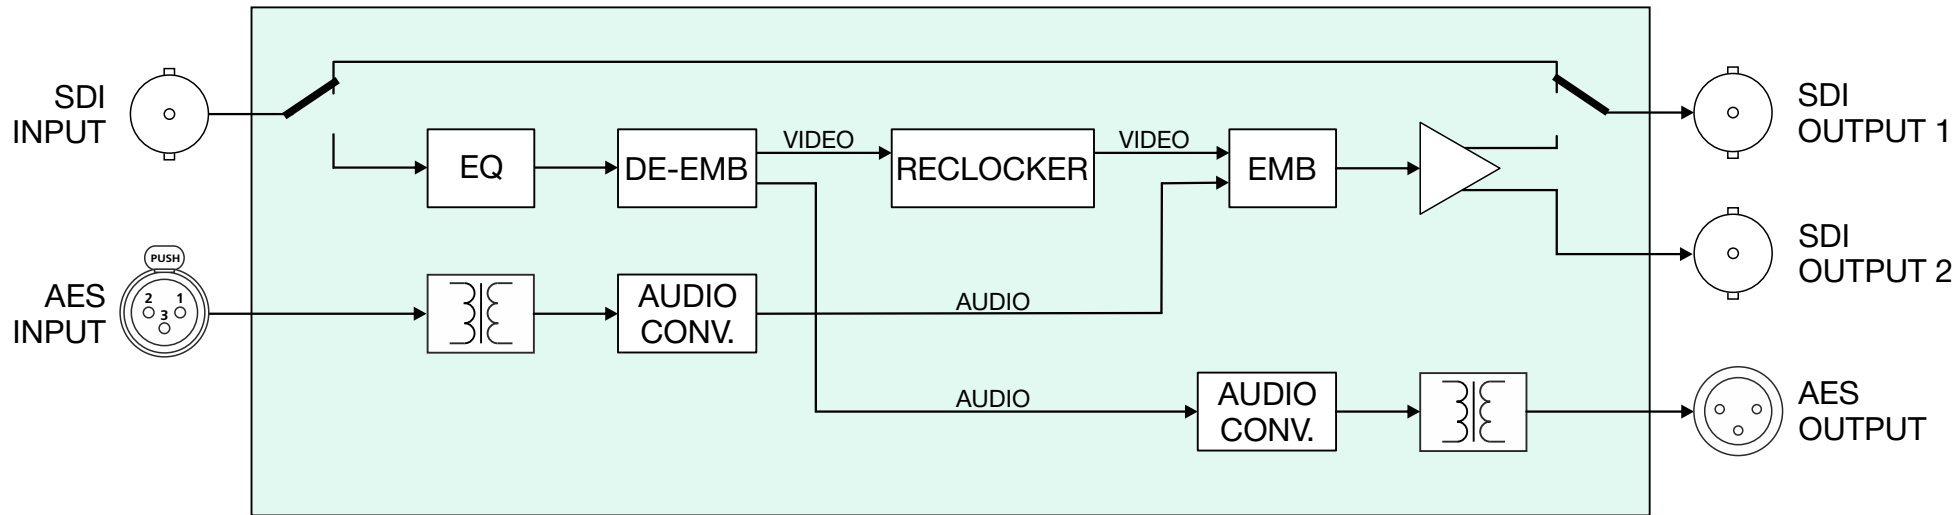 SDI
INPUT
EQ
DE-EMB
VIDEO
RECLOCKER
VIDEO
EMB
SDI
OUTPUT 1
SDI
OUTPUT 2
AES
INPUT
PUSH
2 1
3
AUDIO
CONV.
AUDIO
AUDIO
AUDIO
CONV.
AES
OUTPUT